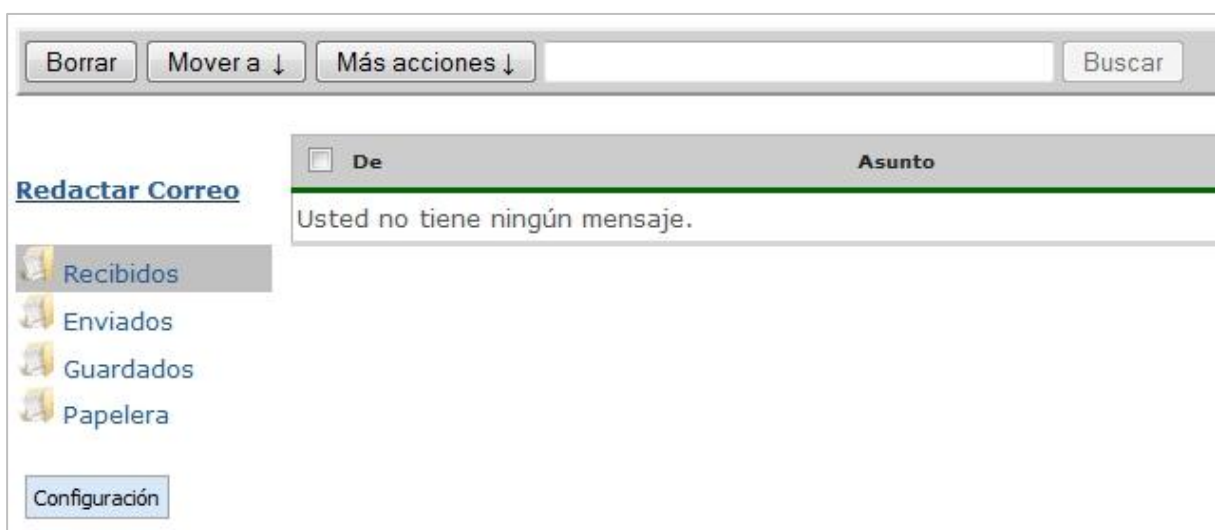 Borrar Mover a ↓ Más acciones ↓ Buscar
De Asunto
Redactar Correo
Usted no tiene ningún mensaje.
Recibidos
Enviados
Guardados
Papelera
Configuración